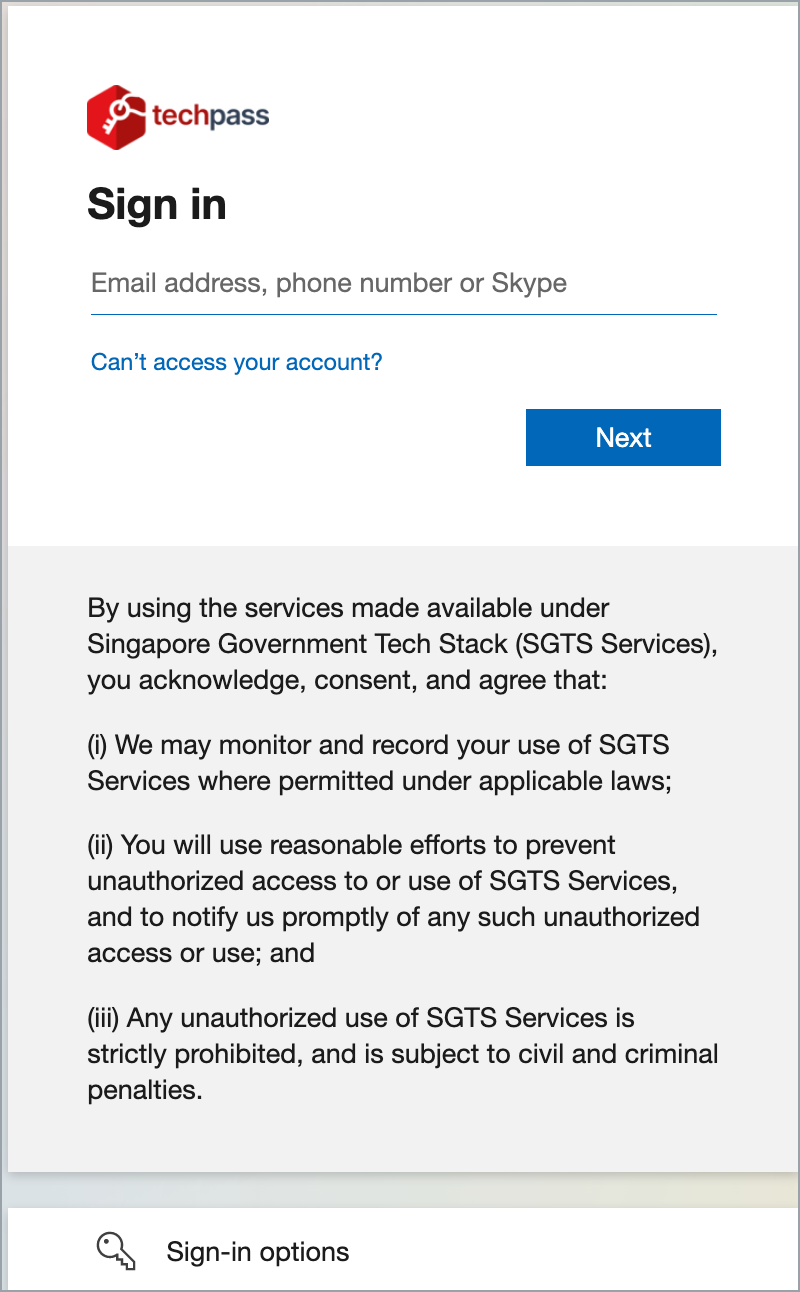 techpass
Sign in
Email address, phone number or Skype
Can’t access your account?
Next
By using the services made available under
Singapore Government Tech Stack (SGTS Services),
you acknowledge, consent, and agree that:
(i) We may monitor and record your use of SGTS
Services where permitted under applicable laws;
(ii) You will use reasonable efforts to prevent
unauthorized access to or use of SGTS Services,
and to notify us promptly of any such unauthorized
access or use; and
(iii) Any unauthorized use of SGTS Services is
strictly prohibited, and is subject to civil and criminal
penalties.
Sign-in options